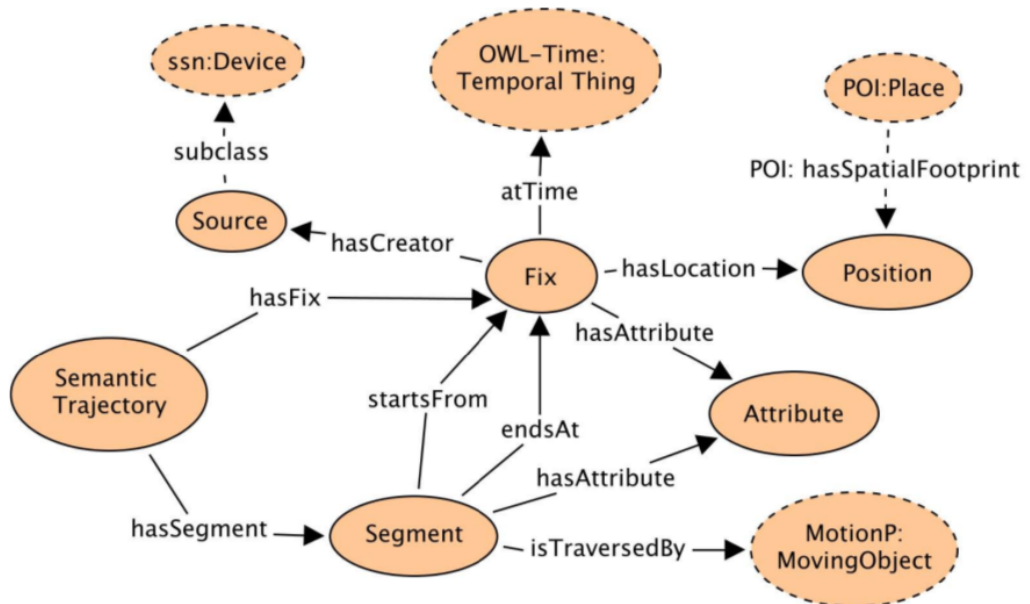 OWL-Time:
Temporal Thing
ssn:Device
POI:Place
subclass
POI: hasSpatialFootprint
atTime
Source
hasCreator
Fix
hasLocation
Position
hasFix
hasAttribute
Semantic
Trajectory
startsFrom
Attribute
endsAt
hasAttribute
hasSegment
Segment
isTraversedBy
MotionP:
MovingObject